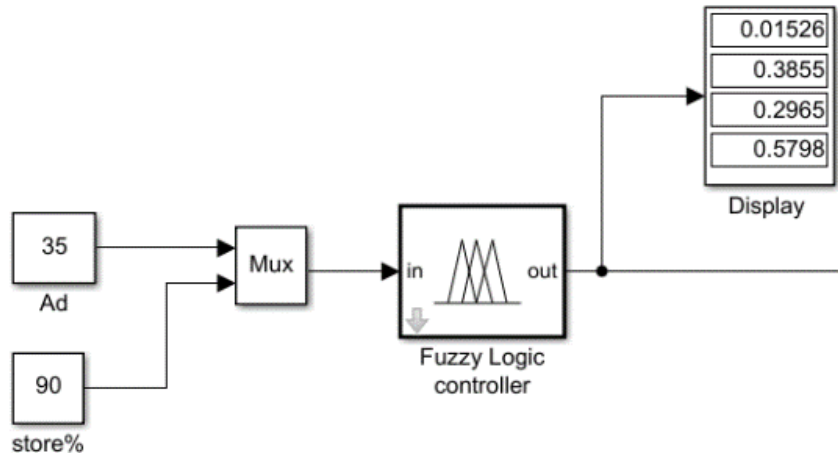 0.01526
0.3855
0.2965
0.5798
Display
35
Ad
Mux
in
out
Fuzzy Logic
controller
90
store%